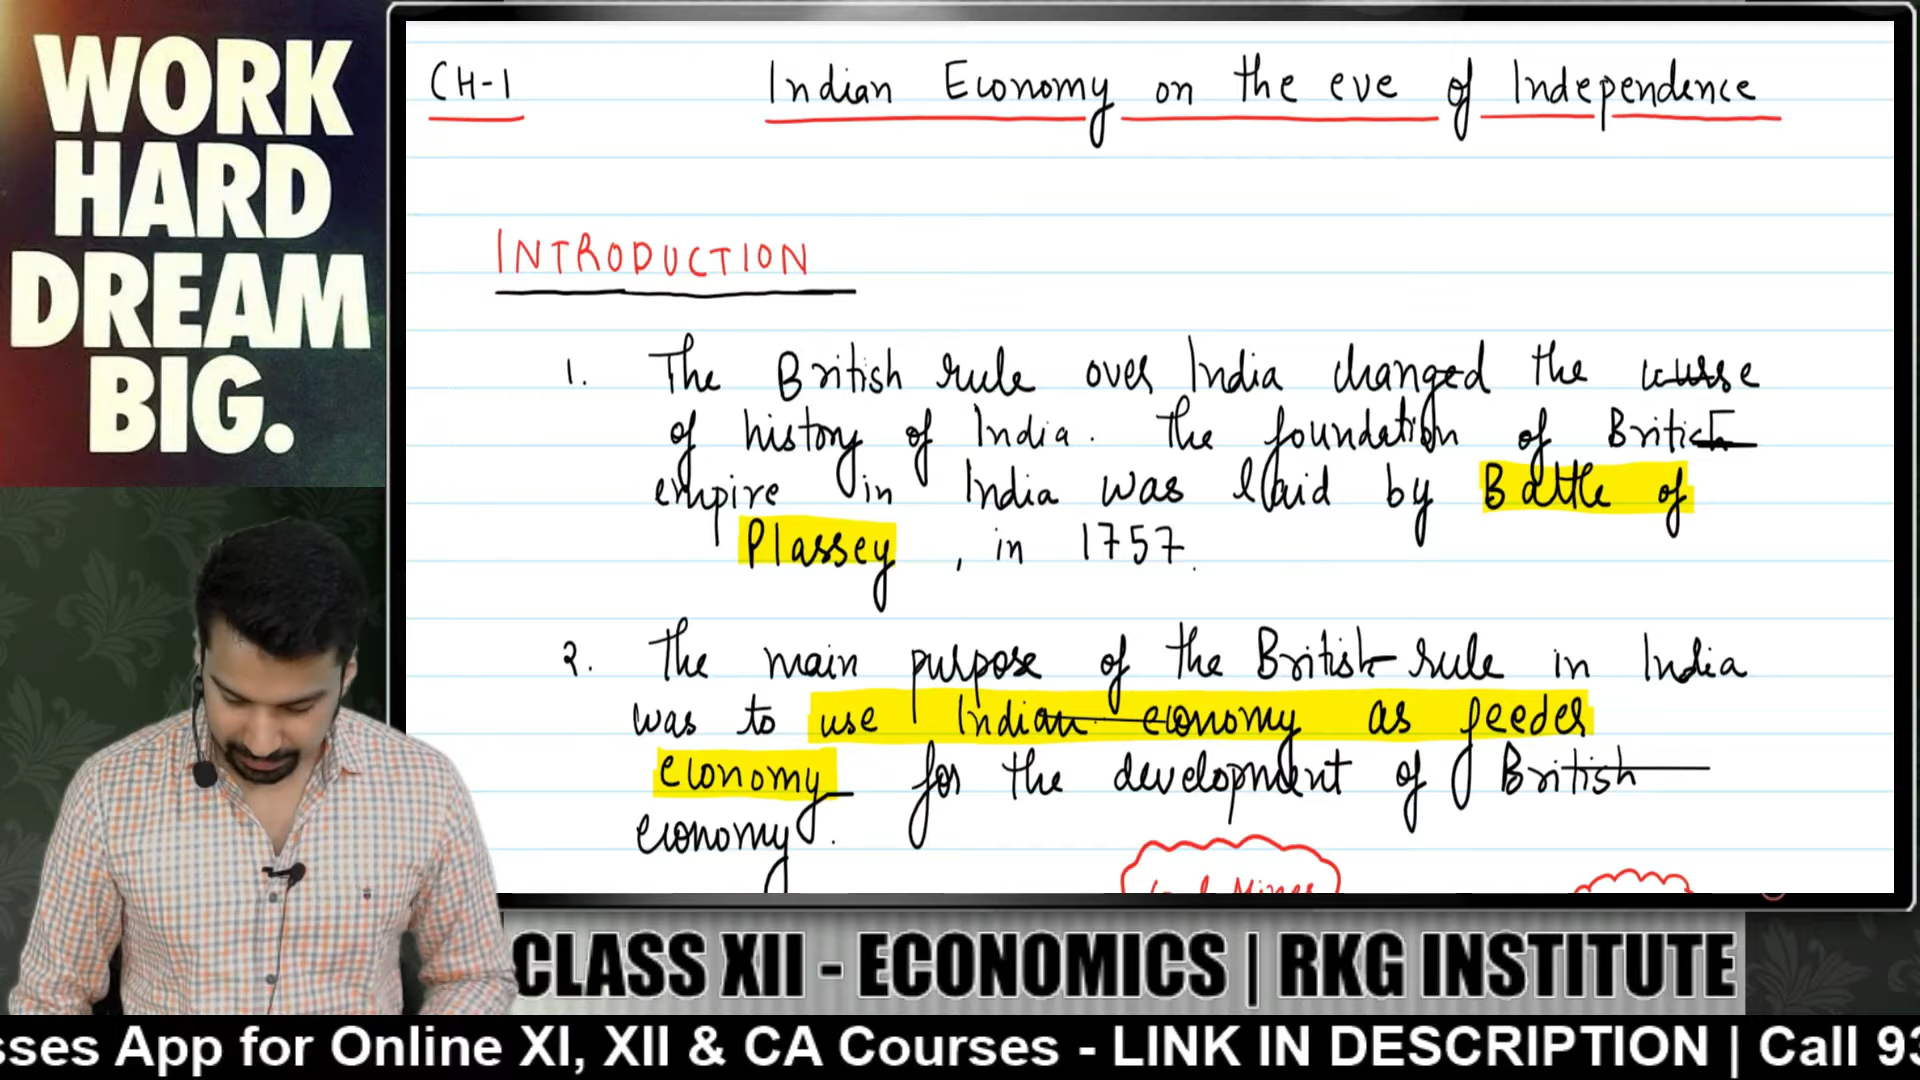 WORK
HARD
DREAM
BIG.
CH-1
Indian Economy on the eve of Independence
INTRODUCTION
1. The British rule over India changed the course
of history of India. The foundation of British
empire in India was laid by Battle of
Plassey, in 1757.
2. The main purpose of the British rule in India
was to use Indian economy as feeder
economy for the development of British
economy.
CLASS XII - ECONOMICS | RKG INSTITUTE
sses App for Online XI, XII & CA Courses - LINK IN DESCRIPTION | Call 93